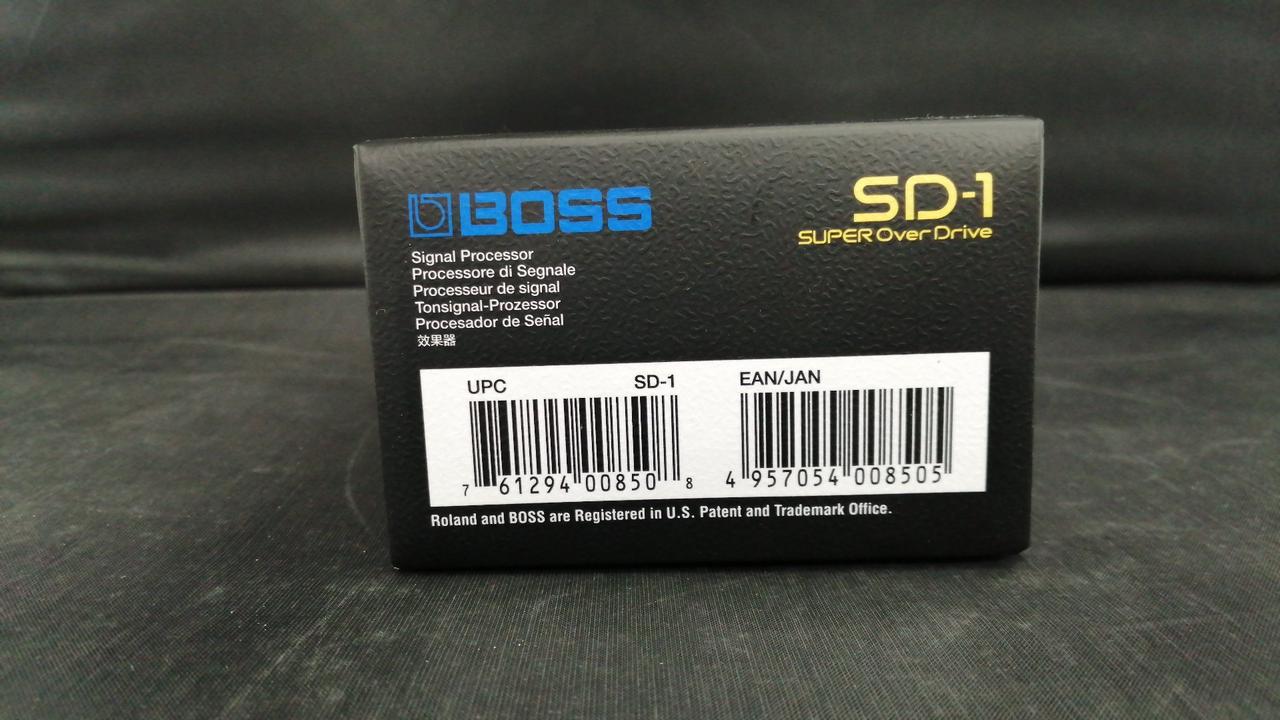 BOSS
SD-1
SUPER Over Drive
Signal Processor
Processore di Segnale
Processeur de signal
Tonsignal-Prozessor
Procesador de Señal
效果器
UPC SD-1
EAN/JAN
7 61294 00850 8
4 957054 008505
Roland and BOSS are Registered in U.S. Patent and Trademark Office.